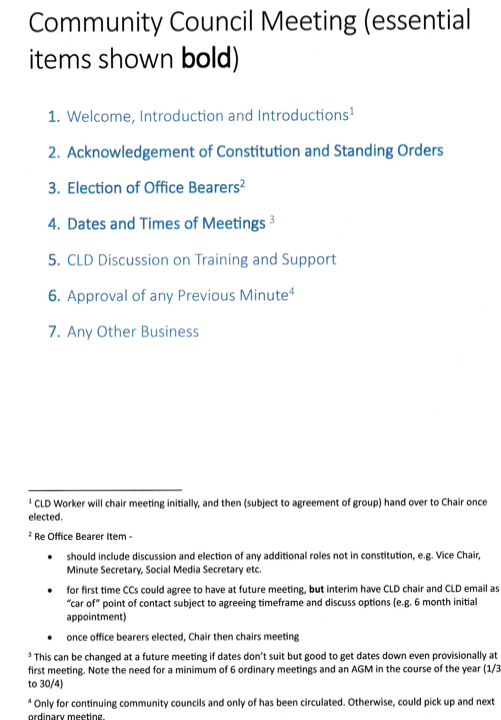 Community Council Meeting (essential
items shown bold)
1. Welcome, Introduction and Introductions¹
2. Acknowledgement of Constitution and Standing Orders
3. Election of Office Bearers²
4. Dates and Times of Meetings ³
5. CLD Discussion on Training and Support
6. Approval of any Previous Minute⁴
7. Any Other Business
¹ CLD Worker will chair meeting initially, and then (subject to agreement of group) hand over to Chair once
elected.
² Re Office Bearer Item -
• should include discussion and election of any additional roles not in constitution, e.g. Vice Chair,
Minute Secretary, Social Media Secretary etc.
• for first time CCs could agree to have at future meeting, but interim have CLD chair and CLD email as
"car of" point of contact subject to agreeing timeframe and discuss options (e.g. 6 month initial
appointment)
• once office bearers elected, Chair then chairs meeting
³ This can be changed at a future meeting if dates don't suit but good to get dates down even provisionally at
first meeting. Note the need for a minimum of 6 ordinary meetings and an AGM in the course of the year (1/3
to 30/4)
⁴ Only for continuing community councils and only of has been circulated. Otherwise, could pick up and next
ordinary meeting.